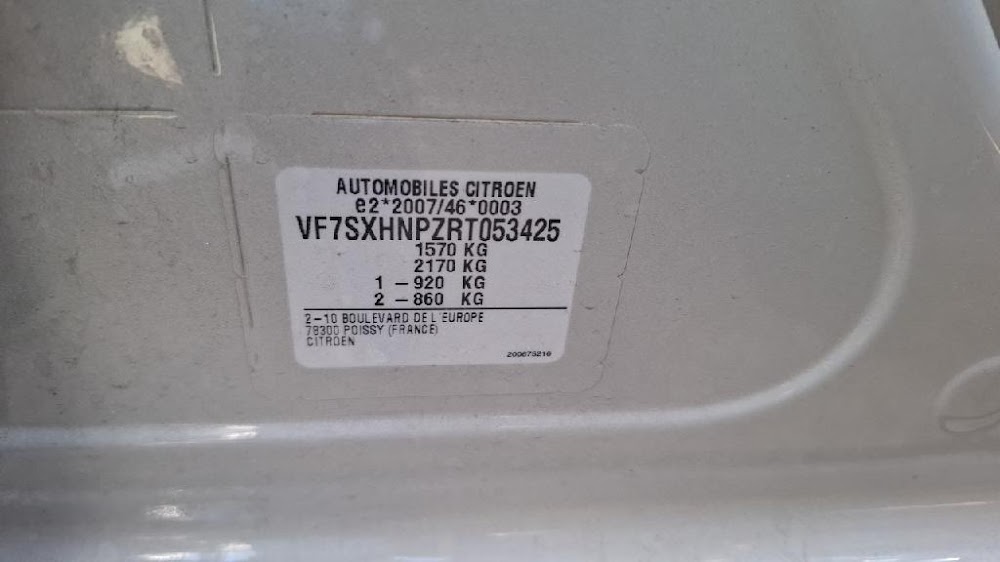 AUTOMOBILES CITROEN
e2*2007/46*0003
VF7SXHNPZRT053425
1570 KG
2170 KG
1 - 920 KG
2 - 860 KG
2-10 BOULEVARD DE L'EUROPE
78300 POISSY (FRANCE)
CITROEN
200675216